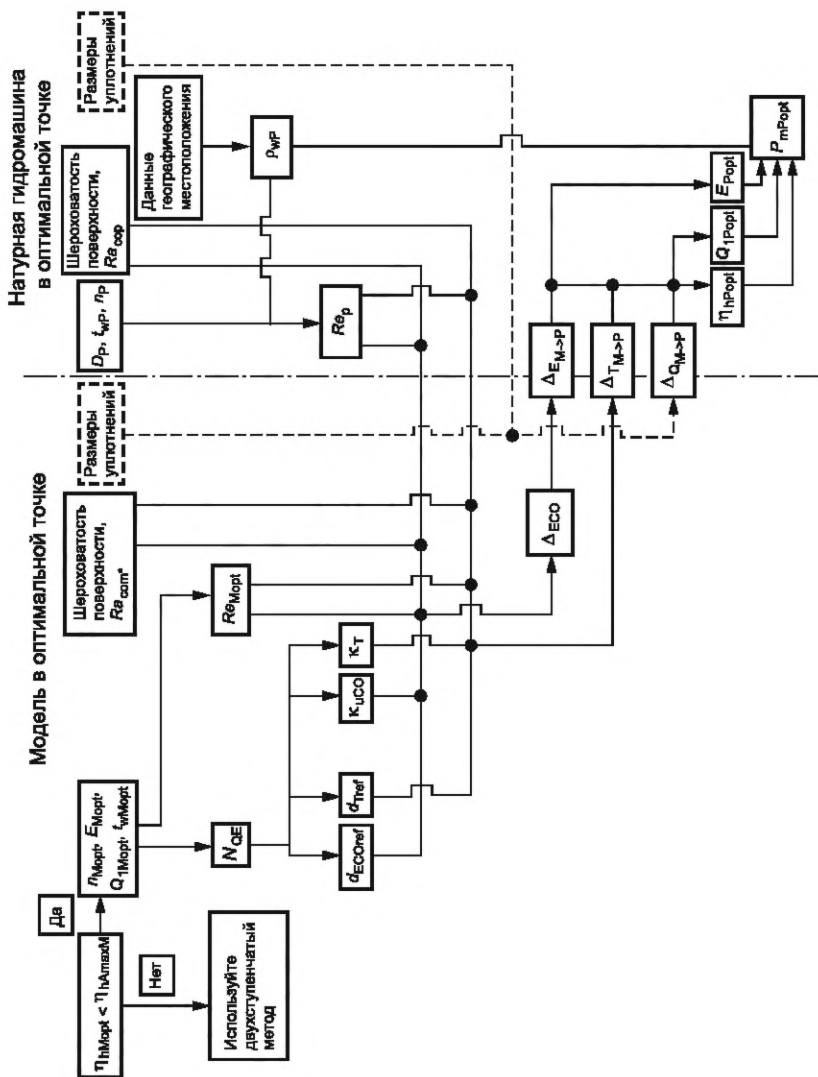 Модель в оптимальной точке
Натурная гидромашина
в оптимальной точке
ηhMopt < ηhAmaxM
Да
Нет
Используйте
двухступенчатый
метод
nMopt, EMopt,
Q1Mopt, twMopt
Шероховатость
поверхности,
Racom*
Размеры
уплотнений
DP, twP, nP
Шероховатость
поверхности,
Racop
Данные
географического
местоположения
Размеры
уплотнений
NQE
ReMopt
ReP
ρwP
dECOref
dTref
κuCO
κT
ΔECO
ΔEM->P
ΔTM->P
ΔQM->P
EPopt
Q1Popt
ηhPopt
PmPopt